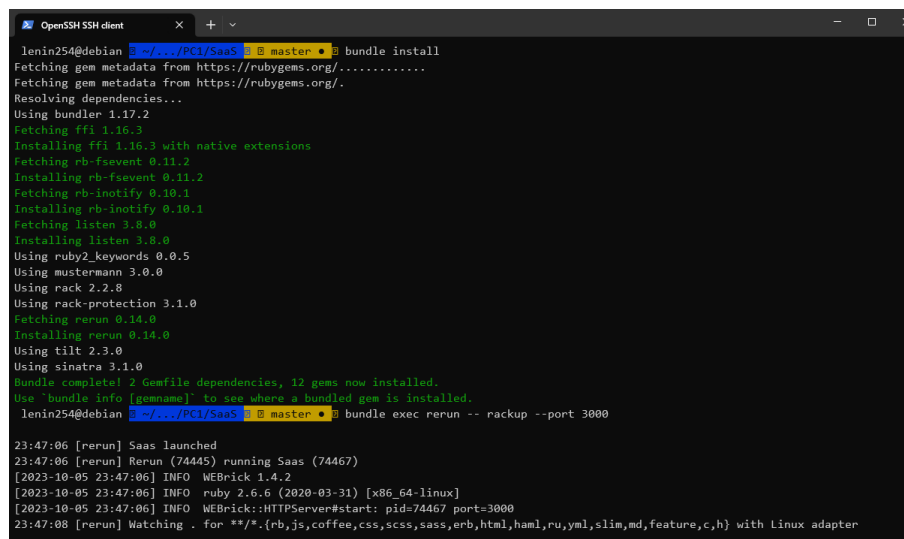 OpenSSH SSH client
lenin254@debian ~/.../PC1/SaaS master ● bundle install
Fetching gem metadata from https://rubygems.org/.............
Fetching gem metadata from https://rubygems.org/.
Resolving dependencies...
Using bundler 1.17.2
Fetching ffi 1.16.3
Installing ffi 1.16.3 with native extensions
Fetching rb-fsevent 0.11.2
Installing rb-fsevent 0.11.2
Fetching rb-inotify 0.10.1
Installing rb-inotify 0.10.1
Fetching listen 3.8.0
Installing listen 3.8.0
Using ruby2_keywords 0.0.5
Using mustermann 3.0.0
Using rack 2.2.8
Using rack-protection 3.1.0
Fetching rerun 0.14.0
Installing rerun 0.14.0
Using tilt 2.3.0
Using sinatra 3.1.0
Bundle complete! 2 Gemfile dependencies, 12 gems now installed.
Use `bundle info [gemname]` to see where a bundled gem is installed.
lenin254@debian ~/.../PC1/SaaS master ● bundle exec rerun -- rackup --port 3000
23:47:06 [rerun] Saas launched
23:47:06 [rerun] Rerun (74445) running Saas (74467)
[2023-10-05 23:47:06] INFO  WEBrick 1.4.2
[2023-10-05 23:47:06] INFO  ruby 2.6.6 (2020-03-31) [x86_64-linux]
[2023-10-05 23:47:06] INFO  WEBrick::HTTPServer#start: pid=74467 port=3000
23:47:08 [rerun] Watching . for **/*.{rb,js,coffee,css,scss,sass,erb,html,haml,ru,yml,slim,md,feature,c,h} with Linux adapter